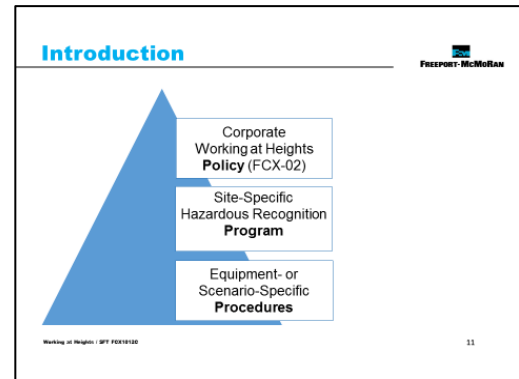 Introduction
FCX
FREEPORT-McMoRAN
Corporate
Working at Heights
Policy (FCX-02)
Site-Specific
Hazardous Recognition
Program
Equipment- or
Scenario-Specific
Procedures
Working at Heights / SFT FCX10120
11